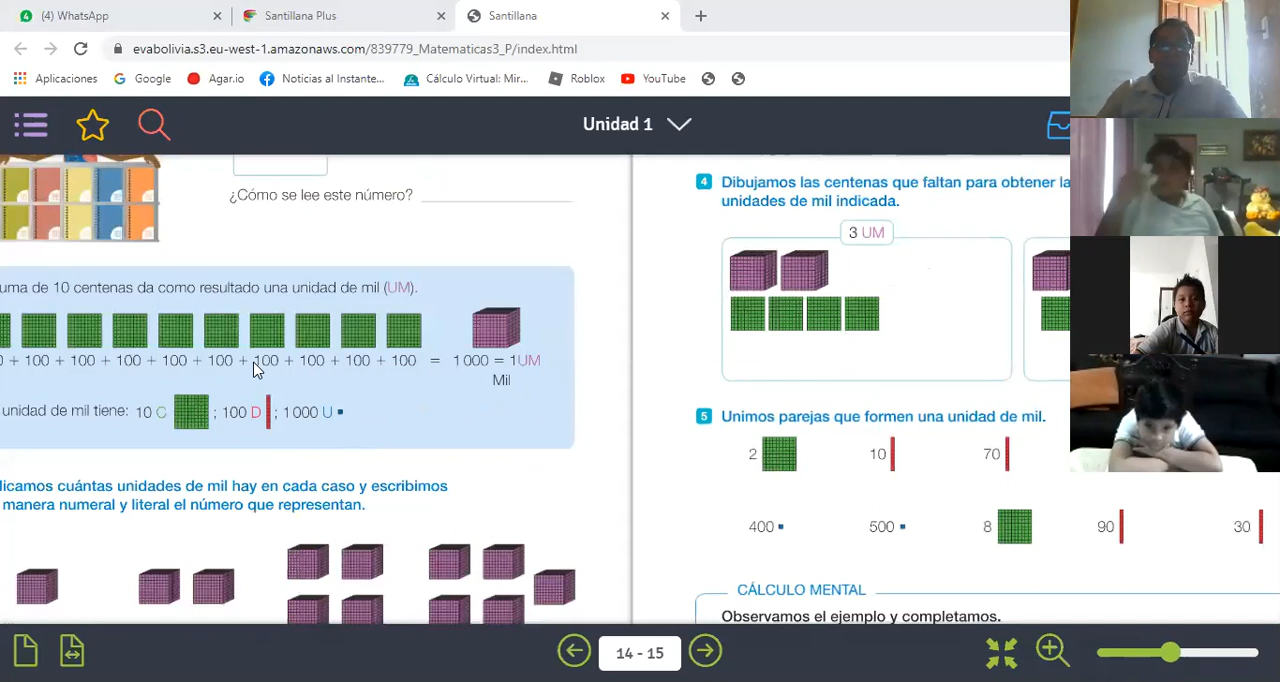 (4) WhatsApp
Santillana Plus
Santillana
evabolivia.s3.eu-west-1.amazonaws.com/839779_Matematicas3_P/index.html
Aplicaciones
Google
Agar.io
Noticias al Instante...
Cálculo Virtual: Mir...
Roblox
YouTube
Unidad 1
¿Cómo se lee este número?
uma de 10 centenas da como resultado una unidad de mil (UM).
0 + 100 + 100 + 100 + 100 + 100 + 100 + 100 + 100 + 100 = 1 000 = 1UM
Mil
unidad de mil tiene: 10 C ; 100 D ; 1 000 U
licamos cuántas unidades de mil hay en cada caso y escribimos
manera numeral y literal el número que representan.
4 Dibujamos las centenas que faltan para obtener la
unidades de mil indicada.
3 UM
5 Unimos parejas que formen una unidad de mil.
2 10 70
400 500 8 90 30
CÁLCULO MENTAL
Observamos el ejemplo y completamos.
14 - 15